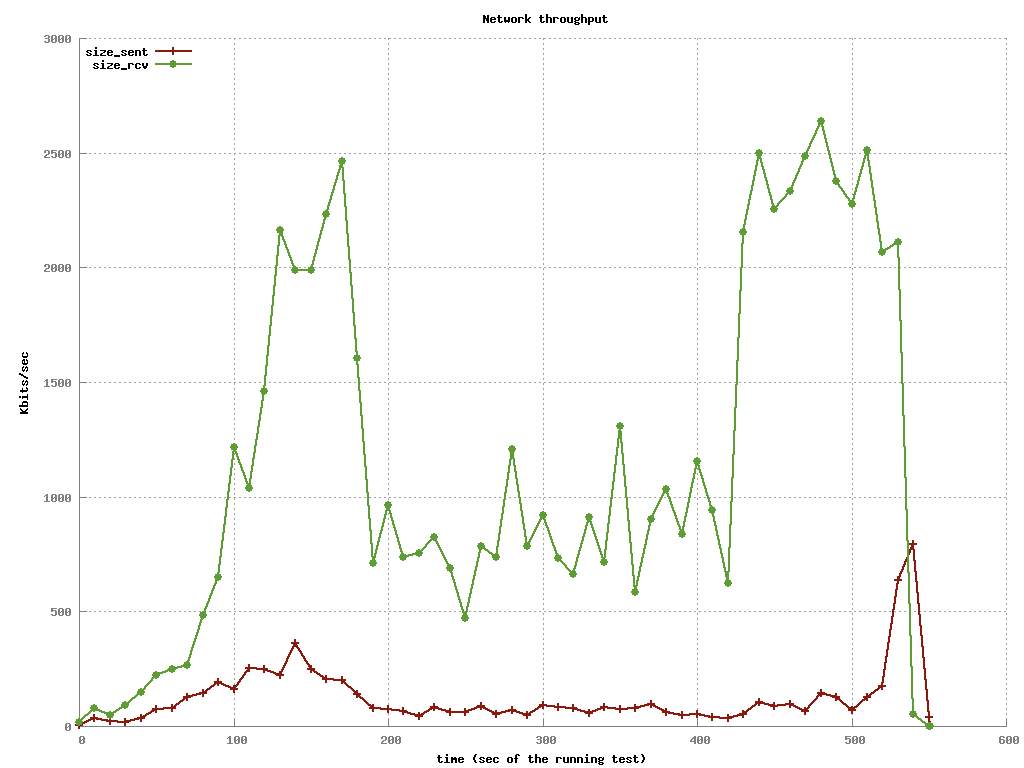 Network throughput
3000
size_sent
size_rcv
2500
2000
Kbits/sec
1500
1000
500
0
0 100 200 300 400 500 600
time (sec of the running test)